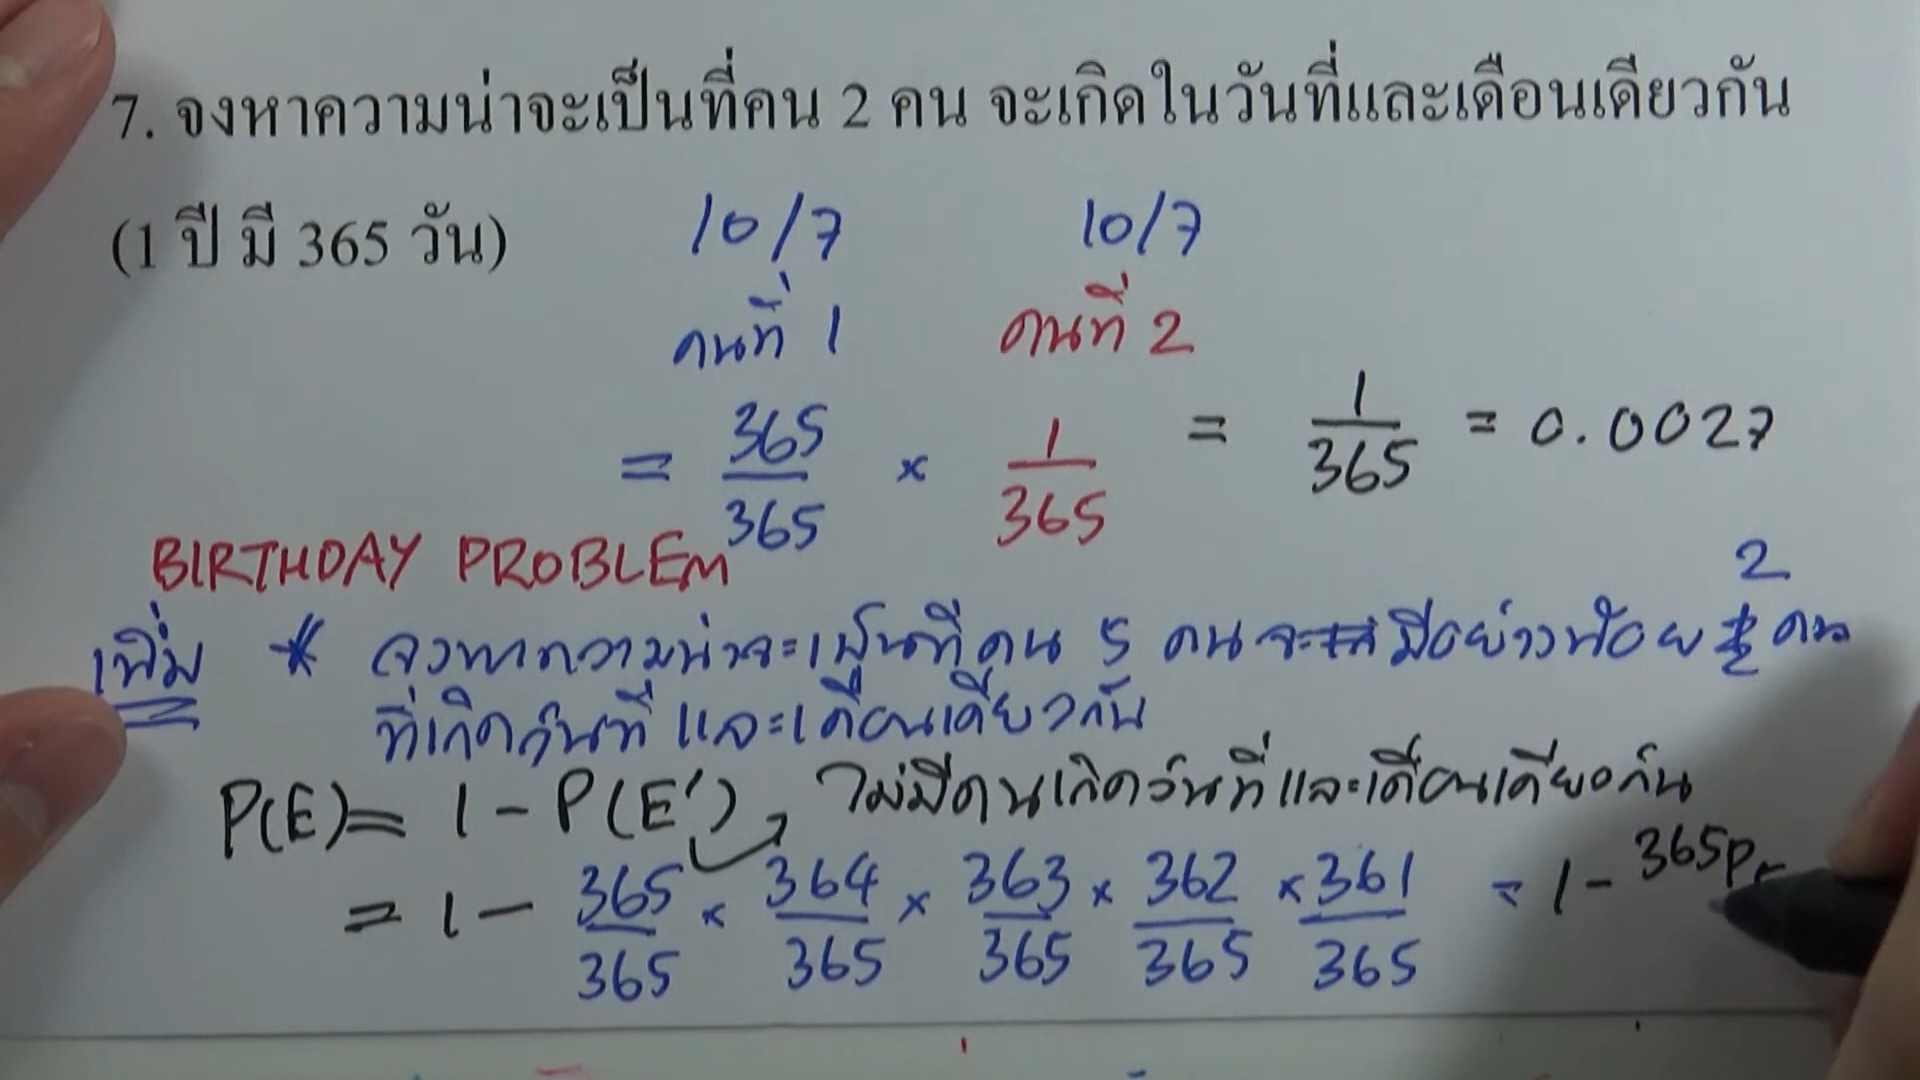 7. จงหาความน่าจะเป็นที่คน 2 คน จะเกิดในวันที่และเดือนเดียวกัน
(1 ปี มี 365 วัน)
10/7 10/7
คนที่ 1 คนที่ 2
= 365/365 × 1/365 = 1/365 = 0.0027
BIRTHDAY PROBLEM
2
เพิ่ม * จงหาความน่าจะเป็นที่คน 5 คน จะ มีอย่างน้อย คน
ที่เกิดวันที่ และเดือนเดียวกัน
P(E) = 1 - P(E') ไม่มีคนเกิดวันที่และเดือนเดียวกัน
= 1 - 365/365 × 364/365 × 363/365 × 362/365 × 361/365 = 1 - 365P